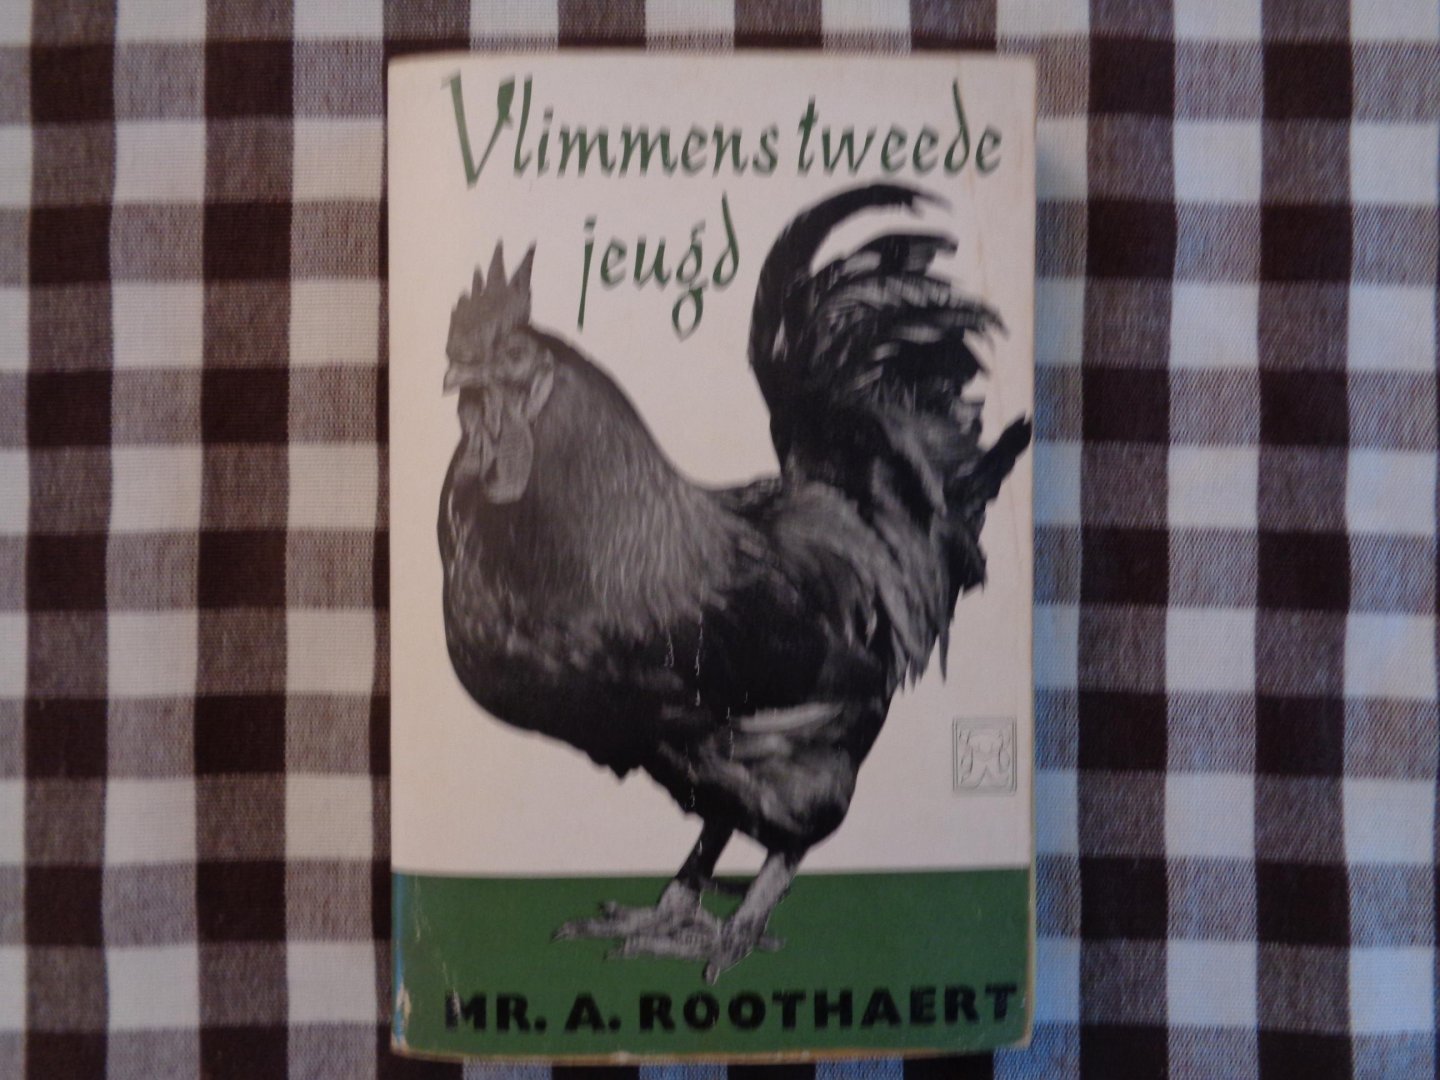 Vlimmens tweede
jeugd
MR. A. ROOTHAERT